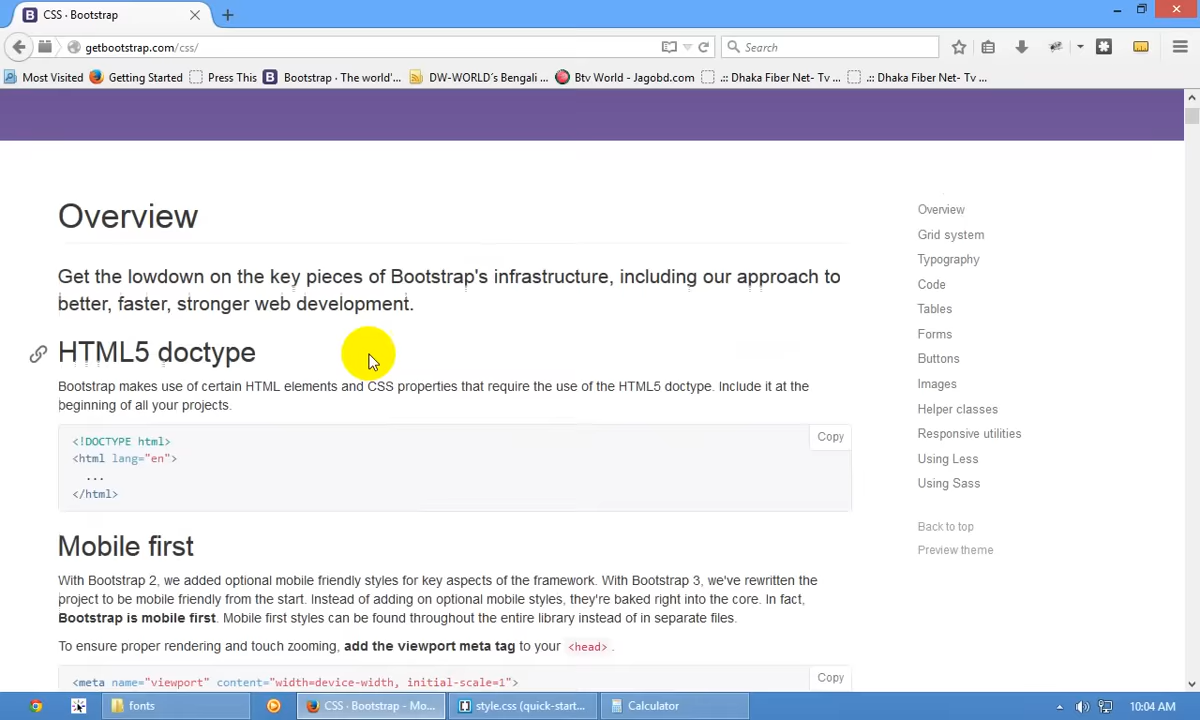 CSS · Bootstrap
getbootstrap.com/css/
Search
Most Visited
Getting Started
Press This
Bootstrap · The world'...
DW-WORLD´s Bengali ...
Btv World - Jagobd.com
.:: Dhaka Fiber Net- Tv ...
.:: Dhaka Fiber Net- Tv ...
Overview
Get the lowdown on the key pieces of Bootstrap's infrastructure, including our approach to
better, faster, stronger web development.
HTML5 doctype
Bootstrap makes use of certain HTML elements and CSS properties that require the use of the HTML5 doctype. Include it at the
beginning of all your projects.
Copy
<!DOCTYPE html>
<html lang="en">
...
</html>
Mobile first
With Bootstrap 2, we added optional mobile friendly styles for key aspects of the framework. With Bootstrap 3, we've rewritten the
project to be mobile friendly from the start. Instead of adding on optional mobile styles, they're baked right into the core. In fact,
Bootstrap is mobile first. Mobile first styles can be found throughout the entire library instead of in separate files.
To ensure proper rendering and touch zooming, add the viewport meta tag to your <head>.
Copy
<meta name="viewport" content="width=device-width, initial-scale=1">
Overview
Grid system
Typography
Code
Tables
Forms
Buttons
Images
Helper classes
Responsive utilities
Using Less
Using Sass
Back to top
Preview theme
fonts
CSS · Bootstrap - Mo...
style.css (quick-start...
Calculator
10:04 AM